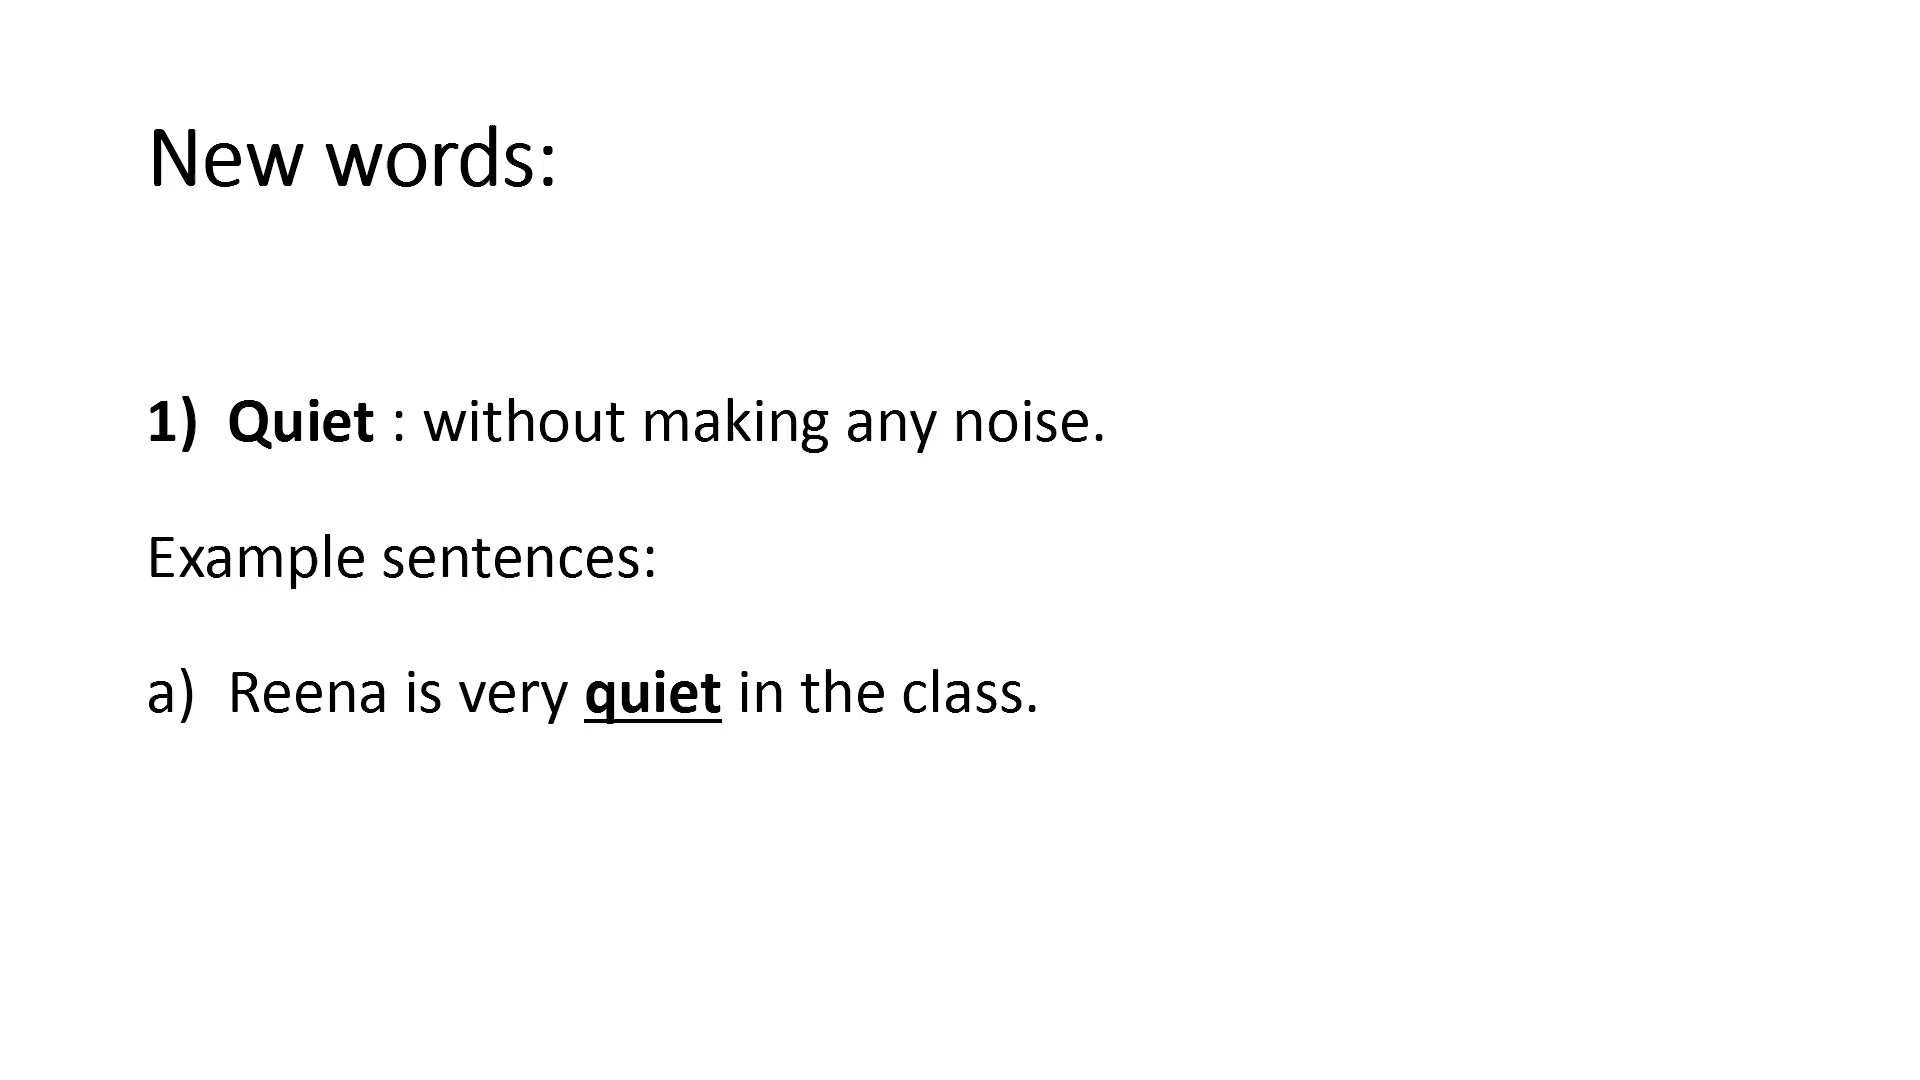 New words:
1) Quiet : without making any noise.
Example sentences:
a) Reena is very quiet in the class.